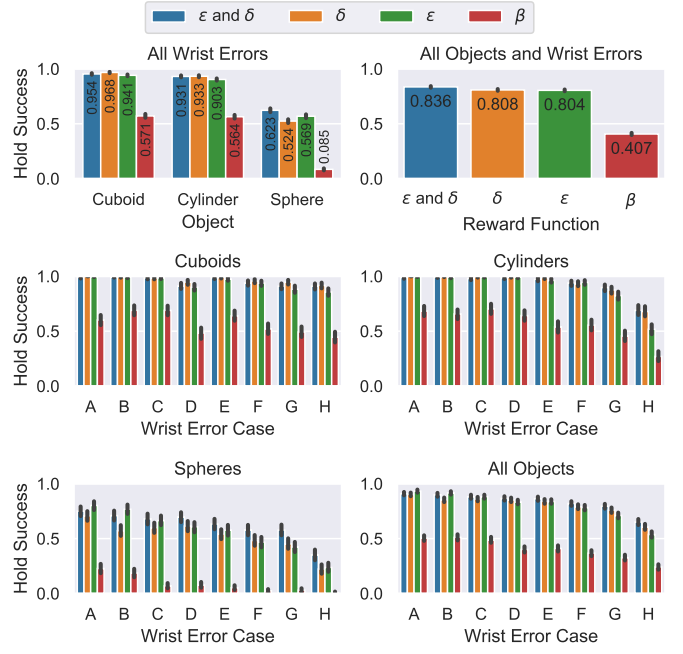 ε and δ δ ε β
All Wrist Errors
Hold Success
1.0
0.5
0.0
0.954 0.968 0.941 0.571 0.931 0.933 0.903 0.564 0.623 0.524 0.569 0.085
Cuboid Cylinder Sphere
Object
All Objects and Wrist Errors
1.0
0.5
0.0
0.836 0.808 0.804 0.407
ε and δ δ ε β
Reward Function
Cuboids
Hold Success
1.0
0.5
0.0
A B C D E F G H
Wrist Error Case
Cylinders
1.0
0.5
0.0
A B C D E F G H
Wrist Error Case
Spheres
Hold Success
1.0
0.5
0.0
A B C D E F G H
Wrist Error Case
All Objects
1.0
0.5
0.0
A B C D E F G H
Wrist Error Case